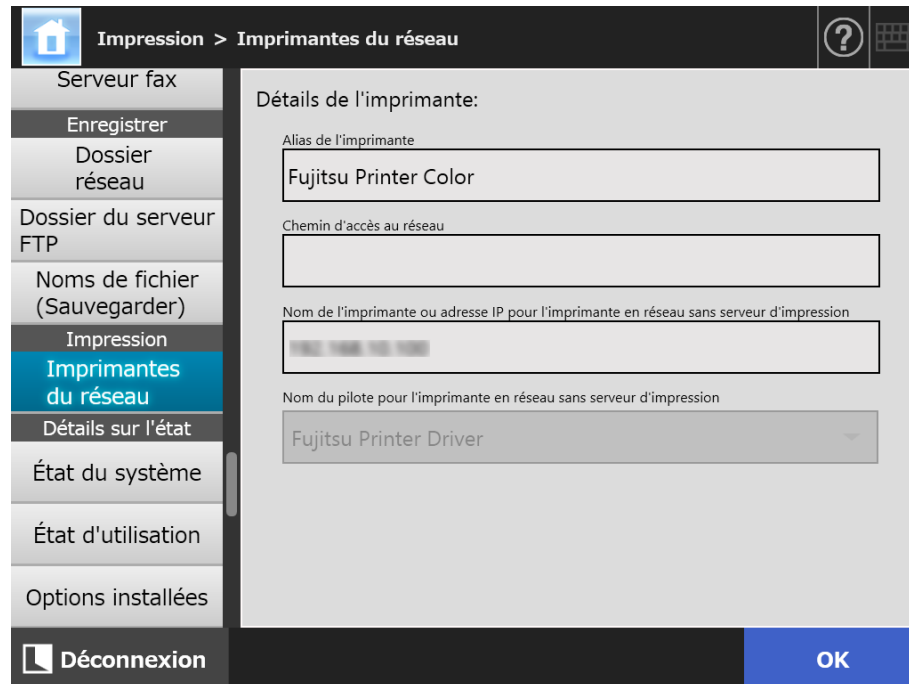 Impression > Imprimantes du réseau
?
Serveur fax
Enregistrer
Dossier
réseau
Dossier du serveur
FTP
Noms de fichier
(Sauvegarder)
Impression
Imprimantes
du réseau
Détails sur l'état
État du système
État d'utilisation
Options installées
Détails de l'imprimante:
Alias de l'imprimante
Fujitsu Printer Color
Chemin d'accès au réseau
Nom de l'imprimante ou adresse IP pour l'imprimante en réseau sans serveur d'impression
Nom du pilote pour l'imprimante en réseau sans serveur d'impression
Fujitsu Printer Driver
Déconnexion
OK